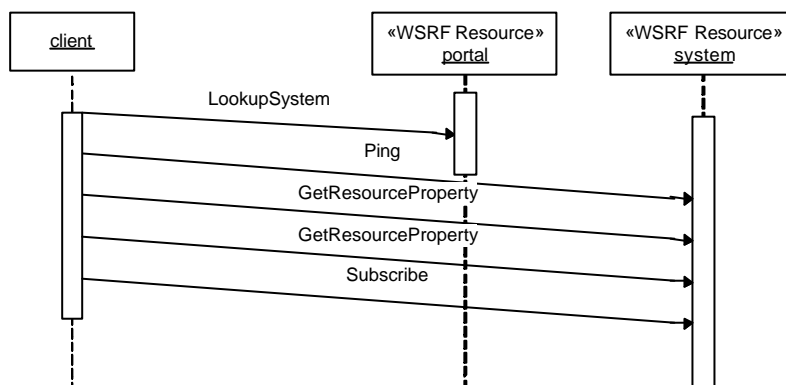 client
«WSRF Resource»
portal
«WSRF Resource»
system
LookupSystem
Ping
GetResourceProperty
GetResourceProperty
Subscribe